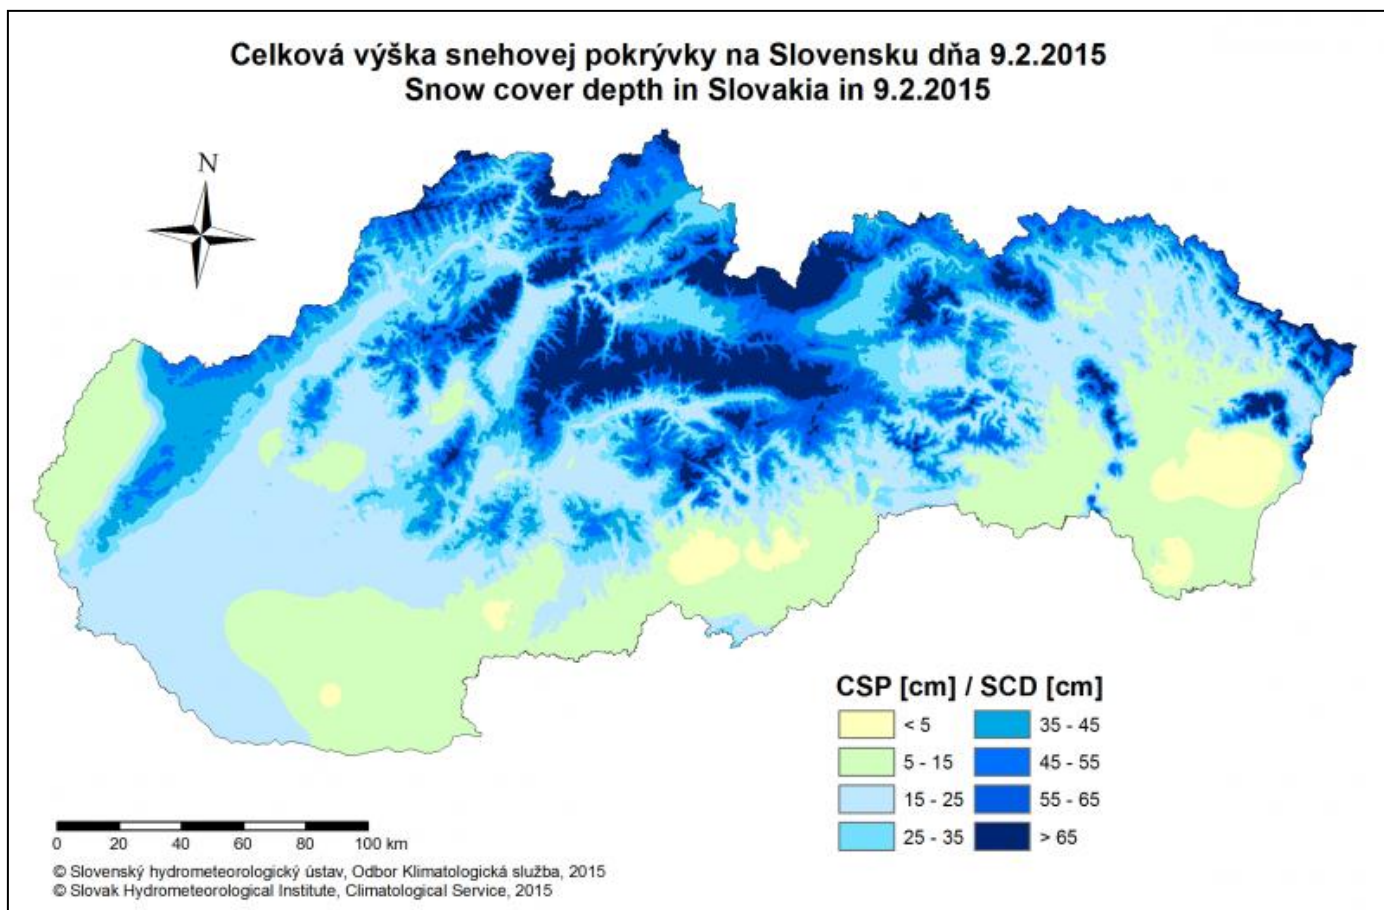 Celková výška snehovej pokrývky na Slovensku dňa 9.2.2015
Snow cover depth in Slovakia in 9.2.2015
N
CSP [cm] / SCD [cm]
< 5
35 - 45
5 - 15
45 - 55
15 - 25
55 - 65
25 - 35
> 65
0 20 40 60 80 100 km
© Slovenský hydrometeorologický ústav, Odbor Klimatologická služba, 2015
© Slovak Hydrometeorological Institute, Climatological Service, 2015